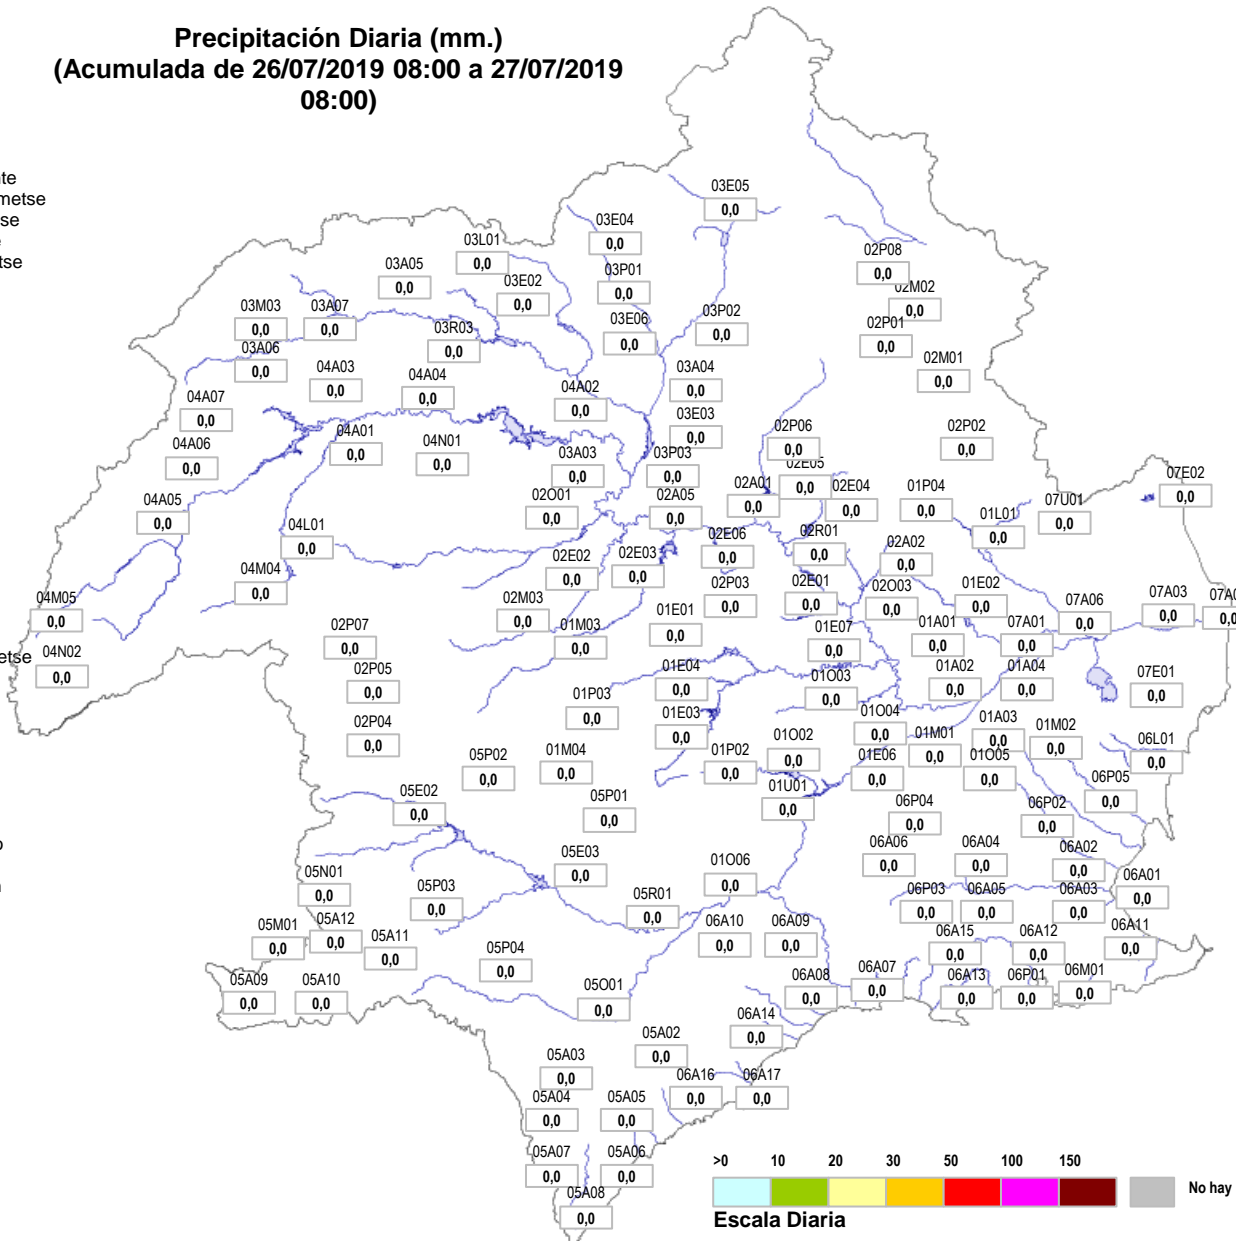 Precipitación Diaria (mm.)
(Acumulada de 26/07/2019 08:00 a 27/07/2019
08:00)
03E05
0,0
03E04
0,0
03L01
0,0
02P08
0,0
03A05
0,0
03P01
0,0
03E02
0,0
02M02
0,0
03M03
0,0
03A07
0,0
03E06
0,0
03P02
0,0
03R03
0,0
02P01
0,0
03A06
0,0
04A03
0,0
04A04
0,0
03A04
0,0
02M01
0,0
04A02
0,0
04A07
0,0
03E03
0,0
04A01
0,0
04N01
0,0
02P06
0,0
02P02
0,0
04A06
0,0
03A03
0,0
03P03
0,0
02E05
0,0
07E02
0,0
04A05
0,0
02O01
0,0
02A05
0,0
02A01
0,0
02E04
0,0
01P04
0,0
07U01
0,0
01L01
0,0
04L01
0,0
02E06
0,0
02R01
0,0
02A02
0,0
02E02
0,0
02E03
0,0
04M04
0,0
02P03
0,0
02E01
0,0
02O03
0,0
01E02
0,0
07A03
0,0
07A0
0,0
04M05
0,0
02M03
0,0
01E01
0,0
07A06
0,0
02P07
0,0
01M03
0,0
01E07
0,0
01A01
0,0
07A01
0,0
etse
04N02
0,0
02P05
0,0
01E04
0,0
01O03
0,0
01A02
0,0
01A04
0,0
07E01
0,0
01P03
0,0
02P04
0,0
01E03
0,0
01O04
0,0
01A03
0,0
01M02
0,0
05P02
0,0
01M04
0,0
01P02
0,0
01O02
0,0
01M01
0,0
01E06
0,0
01O05
0,0
06L01
0,0
05E02
0,0
05P01
0,0
01U01
0,0
06P04
0,0
06P02
0,0
06P05
0,0
05E03
0,0
01O06
0,0
06A06
0,0
06A04
0,0
06A02
0,0
05N01
0,0
05P03
0,0
05R01
0,0
06P03
0,0
06A05
0,0
06A03
0,0
06A01
0,0
05M01
0,0
05A12
0,0
05A11
0,0
05P04
0,0
06A10
0,0
06A09
0,0
06A15
0,0
06A12
0,0
06A11
0,0
05A09
0,0
05A10
0,0
05O01
0,0
06A08
0,0
06A07
0,0
06A13
0,0
06P01
0,0
06M01
0,0
05A02
0,0
06A14
0,0
05A03
0,0
06A16
0,0
06A17
0,0
05A04
0,0
05A05
0,0
05A07
0,0
05A06
0,0
05A08
0,0
>0 10 20 30 50 100 150
No hay
Escala Diaria